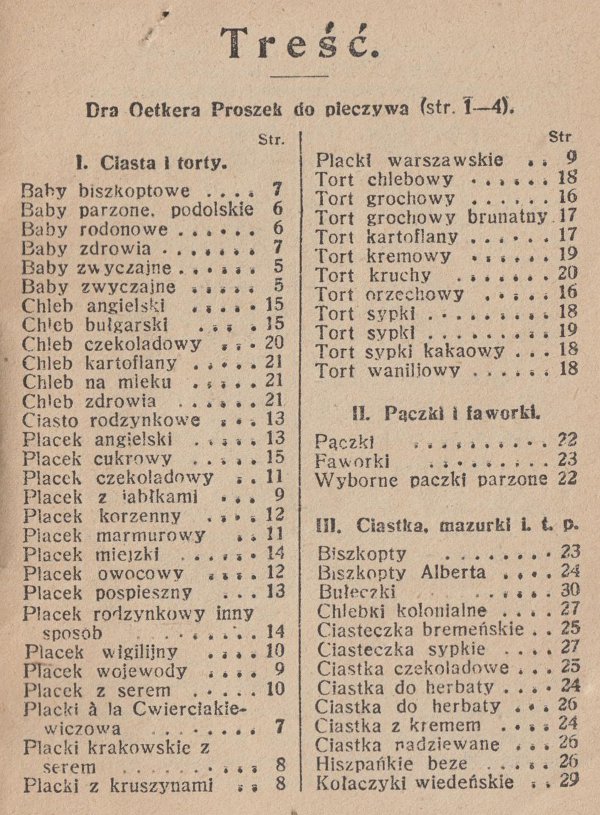 Treść.
Dra Oetkera Proszek do pieczywa (str. 1—4).
Str.
I. Ciasta i torty.
Baby biszkoptowe .... 7
Baby parzone. podolskie 6
Baby rodonowe ...... 6
Baby zdrowia ....... 7
Baby zwyczajne ...... 5
Baby zwyczajne ..... 5
Chleb angielski ..... 15
Chleb bułgarski ... . 15
Chleb czekoladowy ... 20
Chleb kartoflany .... 21
Chleb na mleku .... 21
Chleb zdrowia ..... 21
Ciasto rodzynkowe ... 13
Placek angielski ..... 13
Placek cukrowy ..... 15
Placek czekoladowy .. 11
Placek z jabłkami ... 9
Placek korzenny .... 12
Placek marmurowy .. 11
Placek miejzki ..... 14
Placek owocowy .... 12
Placek pospieszny ... 13
Placek rodzynkowy inny
sposób . ...... 14
Placek wigilijny .... 10
Placek wojewody .... 9
Placek z serem ..... 10
Placki à la Cwierciakie-
wiczowa ..... 7
Placki krakowskie z
serem ......... 8
Placki z kruszynami .. 8
Str
Placki warszawskie .. 9
Tort chlebowy ...... 18
Tort grochowy ..... 16
Tort grochowy brunatny . 17
Tort kartoflany ..... 17
Tort kremowy ..... 19
Tort kruchy ..... 20
Tort orzechowy ..... 16
Tort sypki ........ 18
Tort sypki ........ 19
Tort sypki kakaowy ... 18
Tort waniljowy ..... 18
II. Pączki i faworki.
Pączki ......... 22
Faworki ........ 23
Wyborne paczki parzone 22
III. Ciastka, mazurki i. t. p.
Biszkopty ....... 23
Biszkopty Alberta .... 24
Bułeczki ....... 30
Chlebki kolonialne .... 27
Ciasteczka bremeńskie .. 25
Ciasteczka sypkie .... 27
Ciastka czekoladowe ... 25
Ciastka do herbaty .... 24
Ciastka do herbaty ... 26
Ciastka z kremem .... 24
Ciastka nadziewane ... 26
Hiszpańkie beze .... 26
Kołaczyki wiedeńskie .. 29